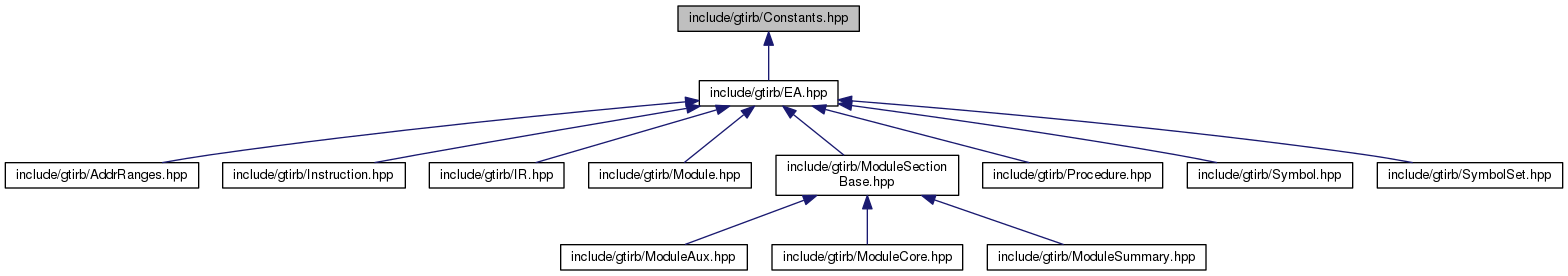 include/gtirb/Constants.hpp
include/gtirb/EA.hpp
include/gtirb/AddrRanges.hpp
include/gtirb/Instruction.hpp
include/gtirb/IR.hpp
include/gtirb/Module.hpp
include/gtirb/ModuleSection
Base.hpp
include/gtirb/Procedure.hpp
include/gtirb/Symbol.hpp
include/gtirb/SymbolSet.hpp
include/gtirb/ModuleAux.hpp
include/gtirb/ModuleCore.hpp
include/gtirb/ModuleSummary.hpp